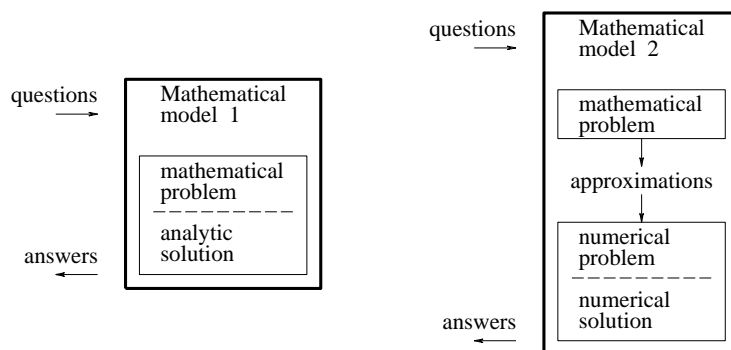 questions
Mathematical
model 1
mathematical
problem
analytic
solution
answers
questions
Mathematical
model 2
mathematical
problem
approximations
numerical
problem
numerical
solution
answers